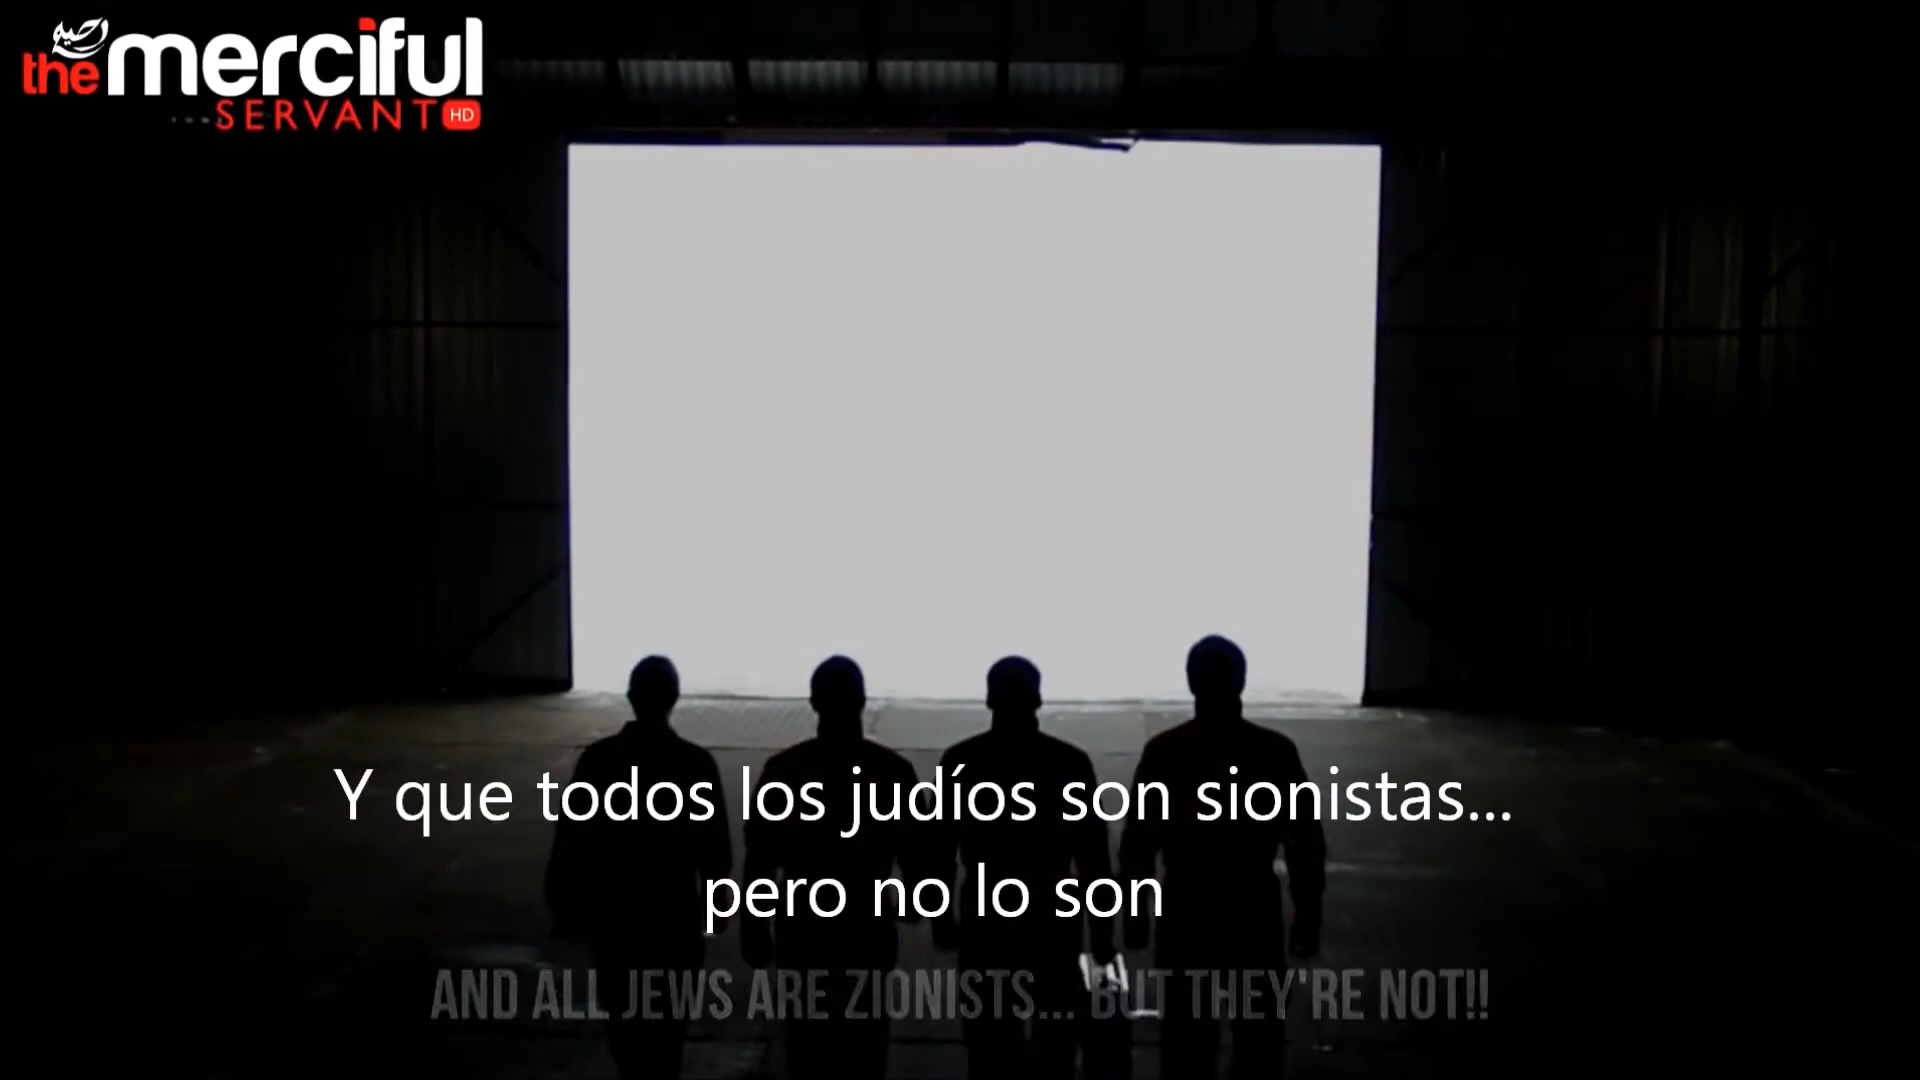 the merciful
SERVANT HD
Y que todos los judíos son sionistas...
pero no lo son
AND ALL JEWS ARE ZIONISTS... BUT THEY'RE NOT!!